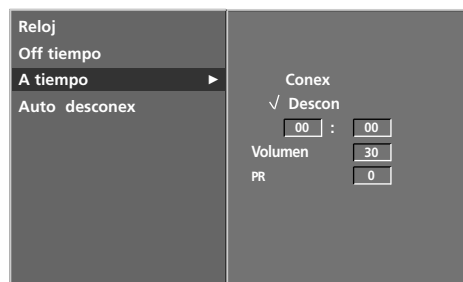 Reloj
Off tiempo
A tiempo ►
Auto desconex
Conex
√ Descon
00 : 00
Volumen 30
PR 0